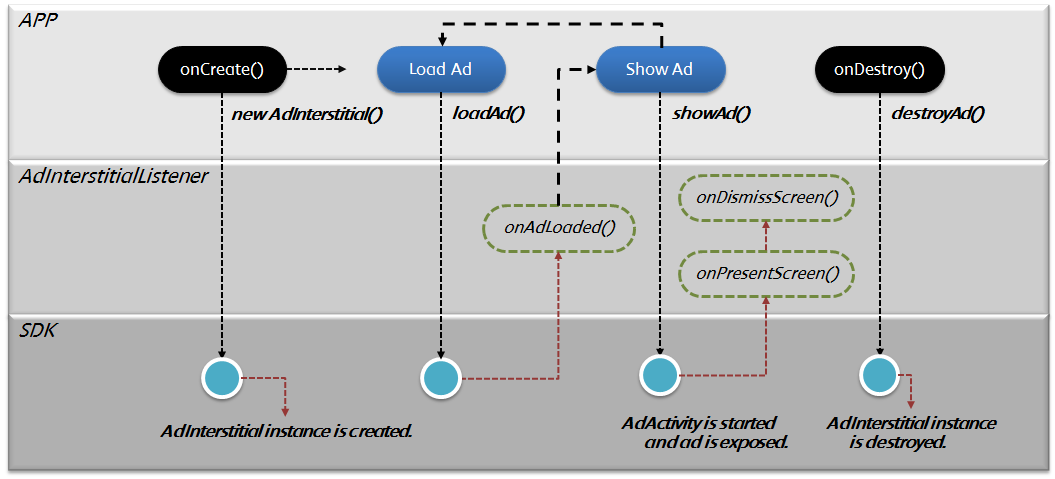 APP
onCreate()
Load Ad
Show Ad
onDestroy()
new AdInterstitial()
loadAd()
showAd()
destroyAd()
AdInterstitialListener
onDismissScreen()
onAdLoaded()
onPresentScreen()
SDK
AdInterstitial instance is created.
AdActivity is started
and ad is exposed.
AdInterstitial instance
is destroyed.